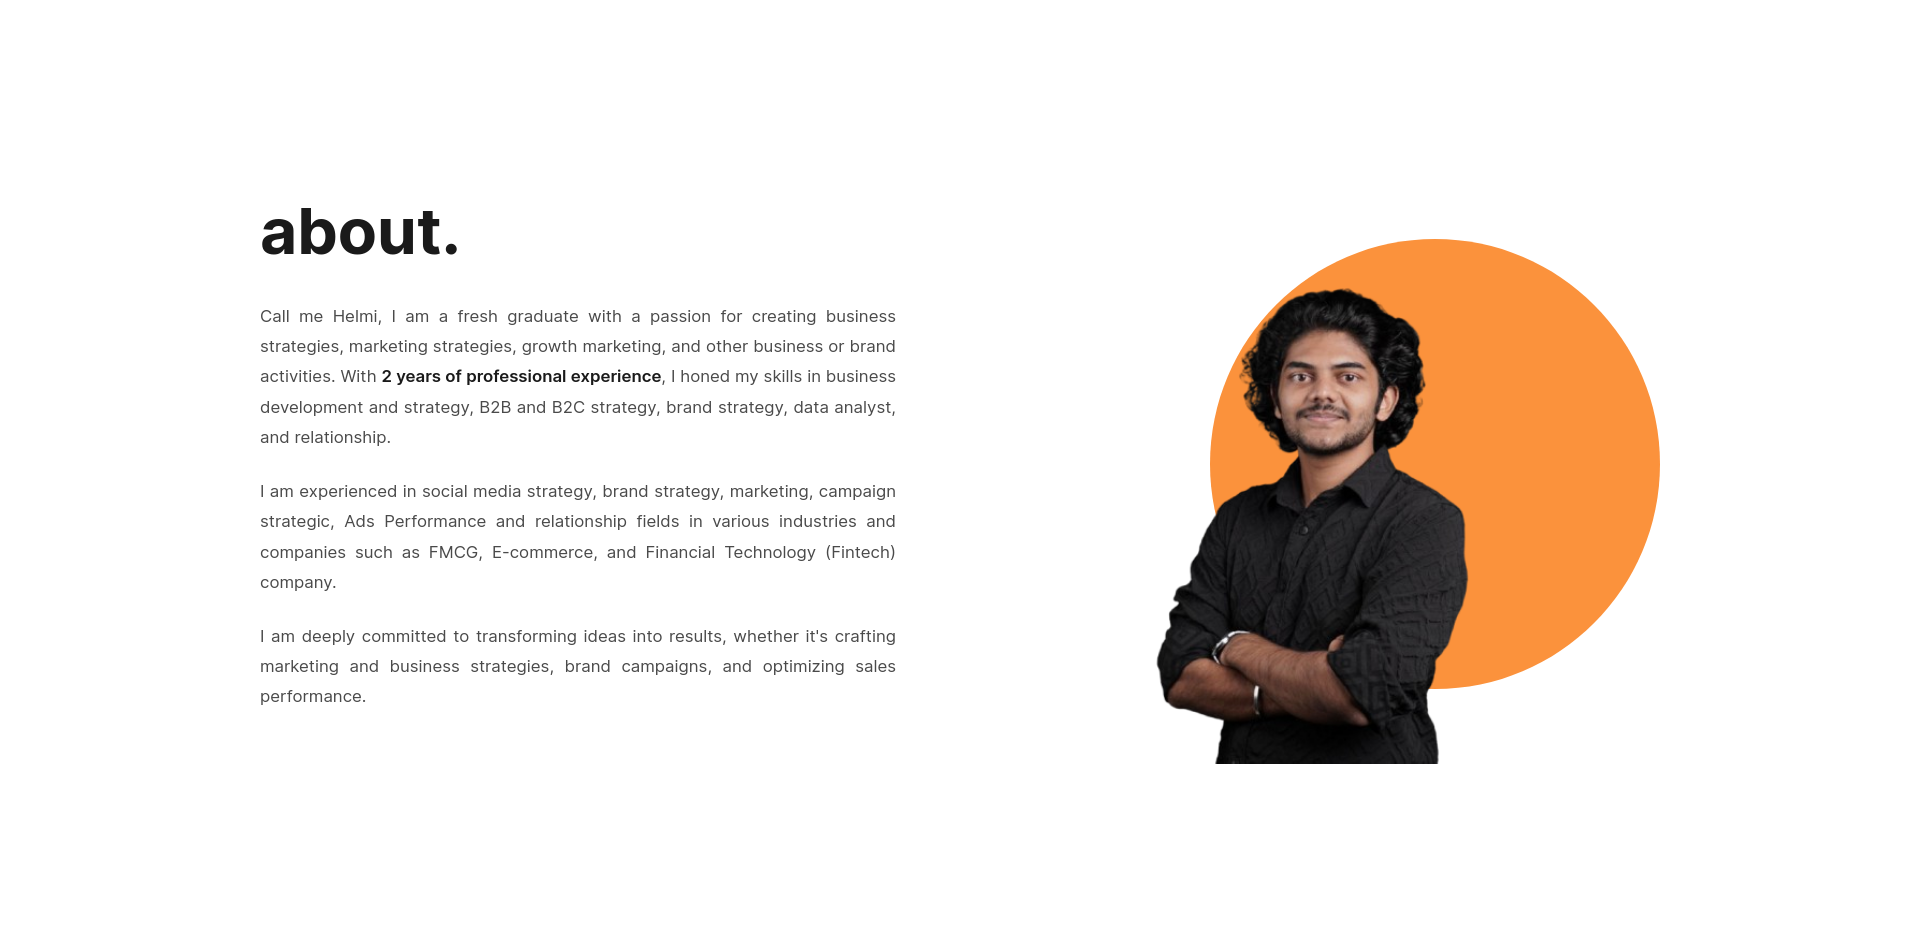 about.
Call me Helmi, I am a fresh graduate with a passion for creating business
strategies, marketing strategies, growth marketing, and other business or brand
activities. With 2 years of professional experience, I honed my skills in business
development and strategy, B2B and B2C strategy, brand strategy, data analyst,
and relationship.
I am experienced in social media strategy, brand strategy, marketing, campaign
strategic, Ads Performance and relationship fields in various industries and
companies such as FMCG, E-commerce, and Financial Technology (Fintech)
company.
I am deeply committed to transforming ideas into results, whether it's crafting
marketing and business strategies, brand campaigns, and optimizing sales
performance.